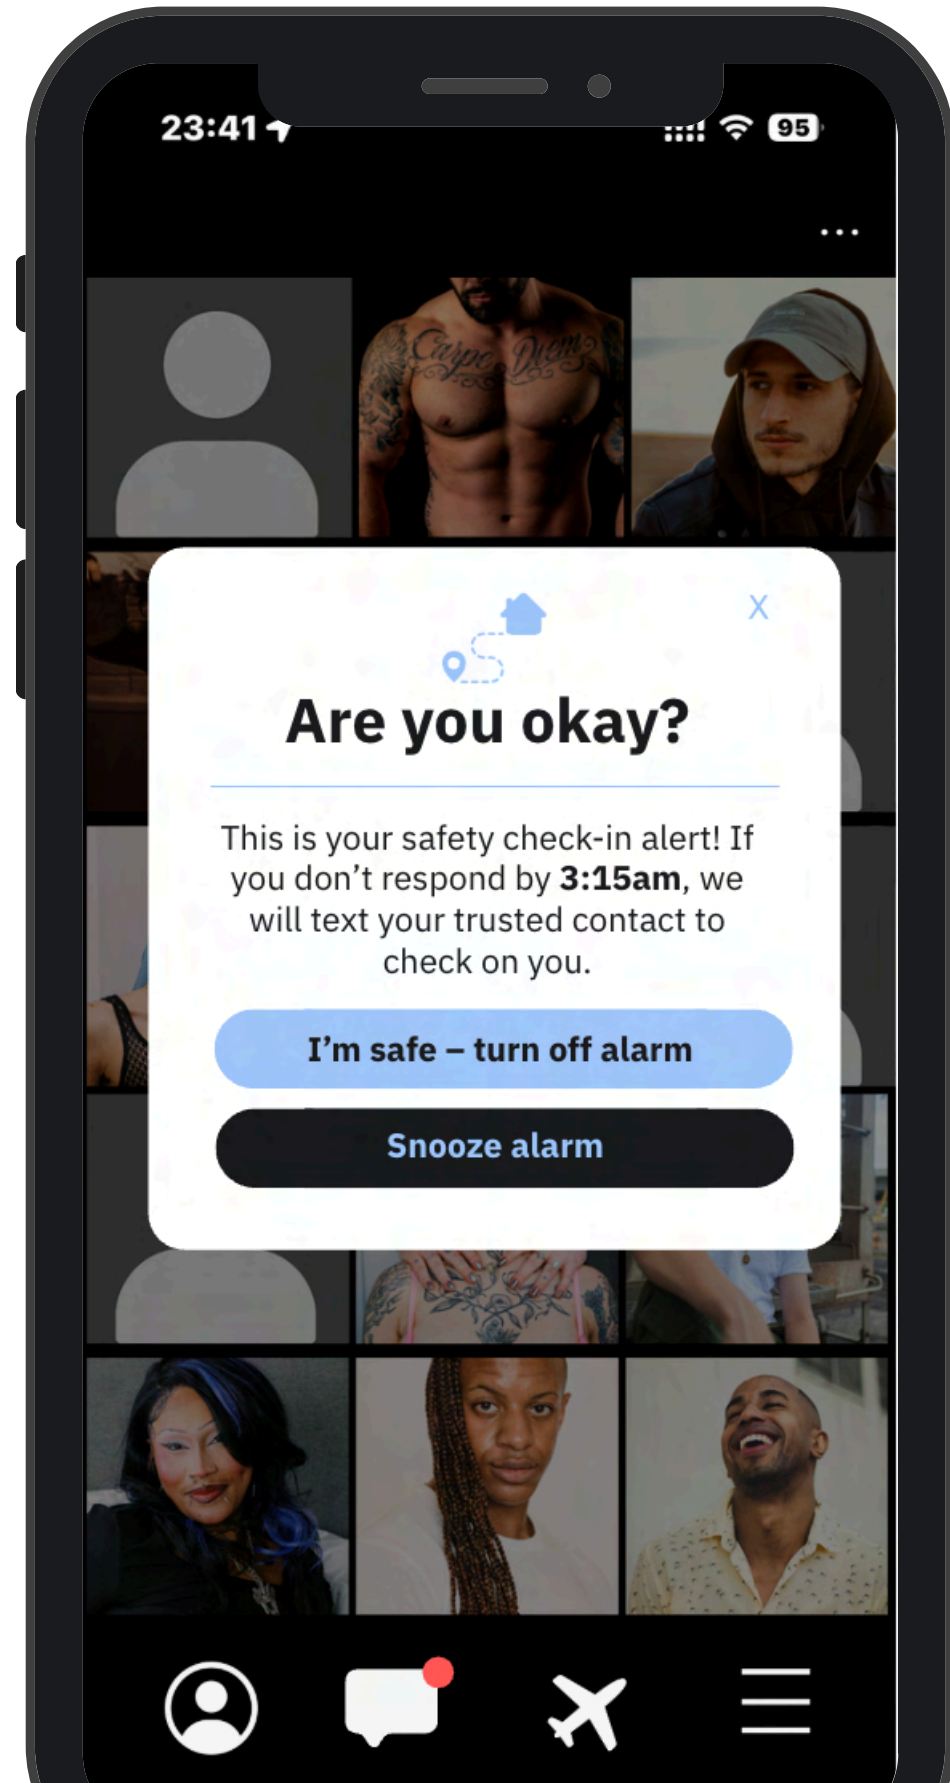 23:41
95
...
Carpe Diem
X
Are you okay?
This is your safety check-in alert! If
you don’t respond by 3:15am, we
will text your trusted contact to
check on you.
I’m safe – turn off alarm
Snooze alarm